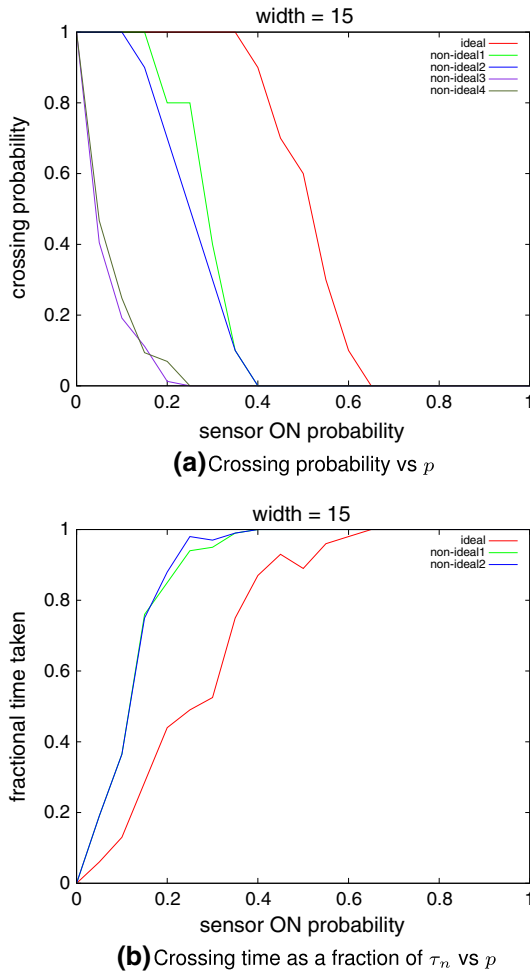 width = 15
ideal
non-ideal1
non-ideal2
non-ideal3
non-ideal4
crossing probability
1
0.8
0.6
0.4
0.2
0
0 0.2 0.4 0.6 0.8 1
sensor ON probability
(a) Crossing probability vs p
width = 15
ideal
non-ideal1
non-ideal2
fractional time taken
1
0.8
0.6
0.4
0.2
0
0 0.2 0.4 0.6 0.8 1
sensor ON probability
(b) Crossing time as a fraction of τₙ vs p